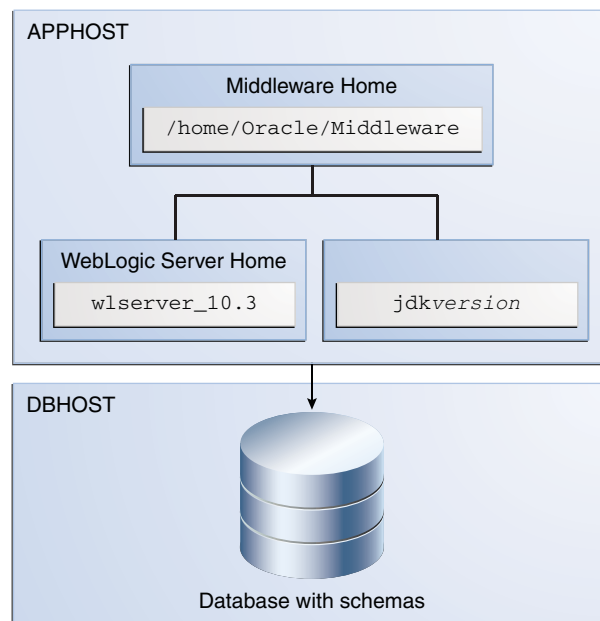 APPHOST
Middleware Home
/home/Oracle/Middleware
WebLogic Server Home
wlserver_10.3
jdkversion
DBHOST
Database with schemas